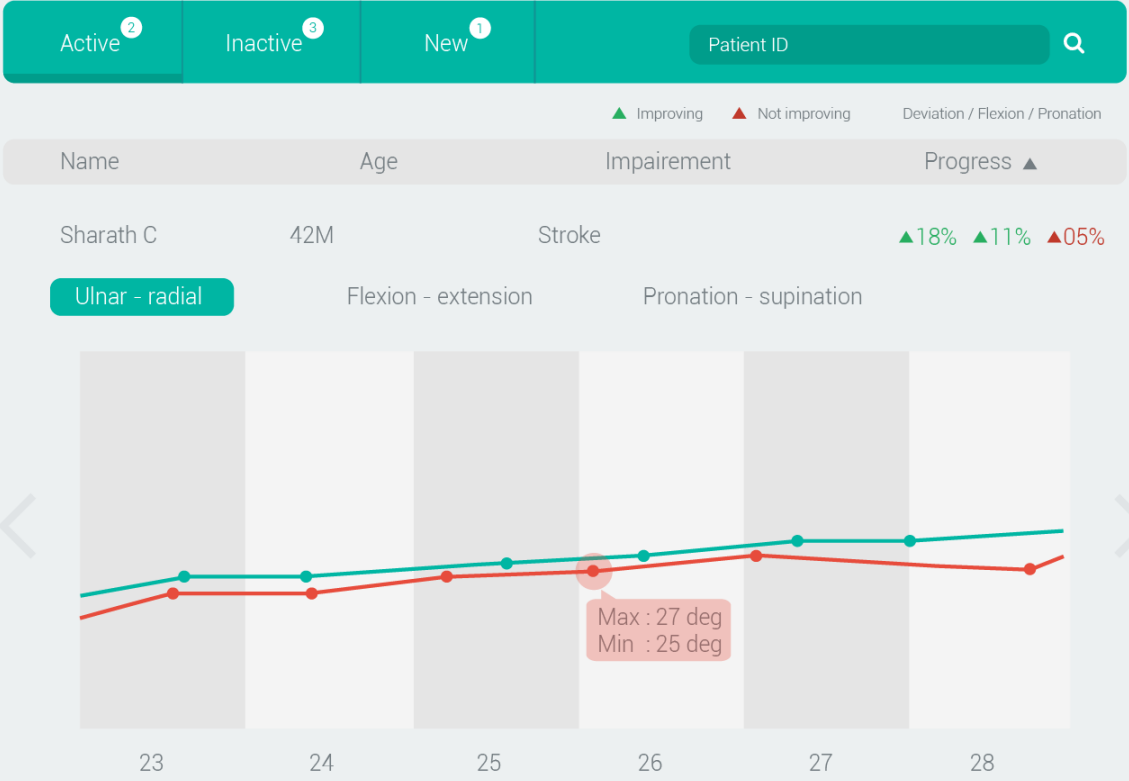 Active 2 Inactive 3 New 1 Patient ID
▲ Improving ▲ Not improving Deviation / Flexion / Pronation
Name Age Impairement Progress ▲
Sharath C 42M Stroke ▲18% ▲11% ▲05%
Ulnar - radial Flexion - extension Pronation - supination
Max : 27 deg
Min : 25 deg
23 24 25 26 27 28